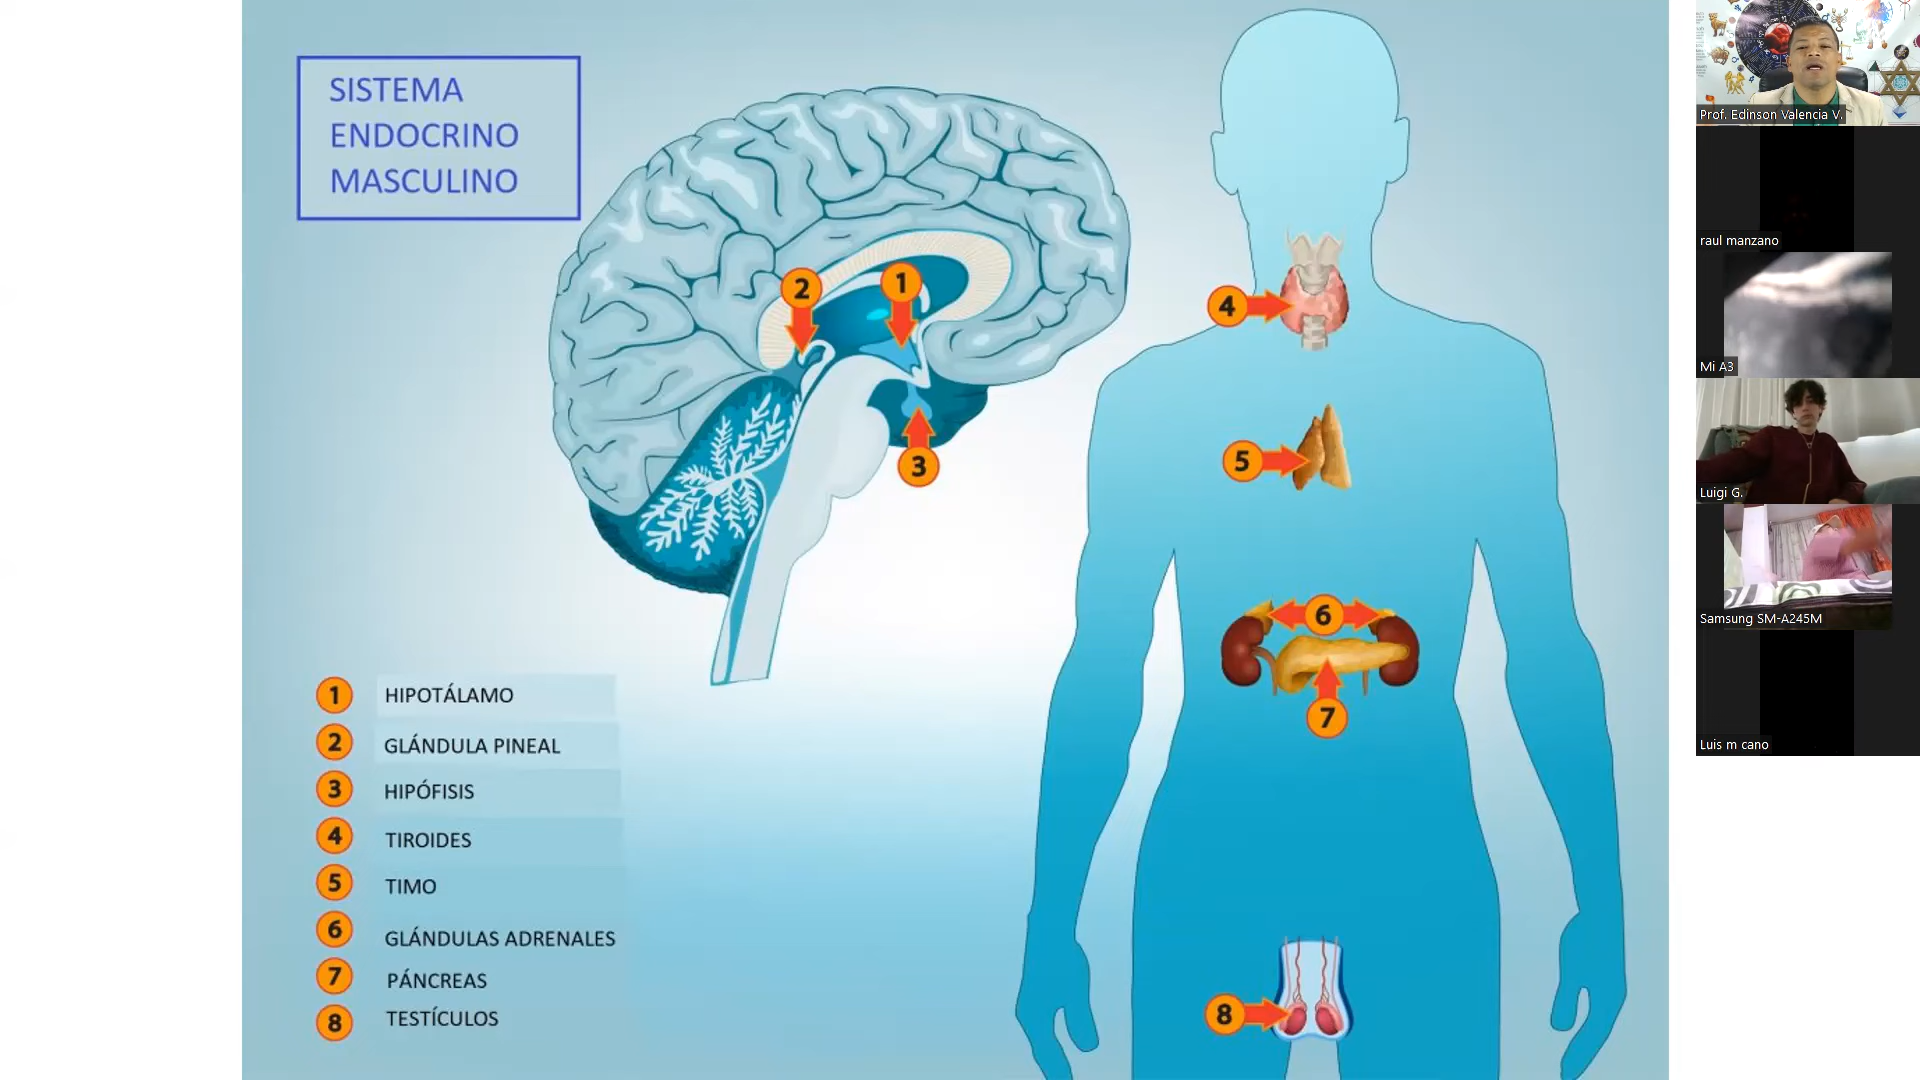 SISTEMA
ENDOCRINO
MASCULINO
2
1
3
4
5
6
7
8
1 HIPOTÁLAMO
2 GLÁNDULA PINEAL
3 HIPÓFISIS
4 TIROIDES
5 TIMO
6 GLÁNDULAS ADRENALES
7 PÁNCREAS
8 TESTÍCULOS
Prof. Edinson Valencia V.
raul manzano
Mi A3
Luigi G.
Samsung SM-A245M
Luis m cano